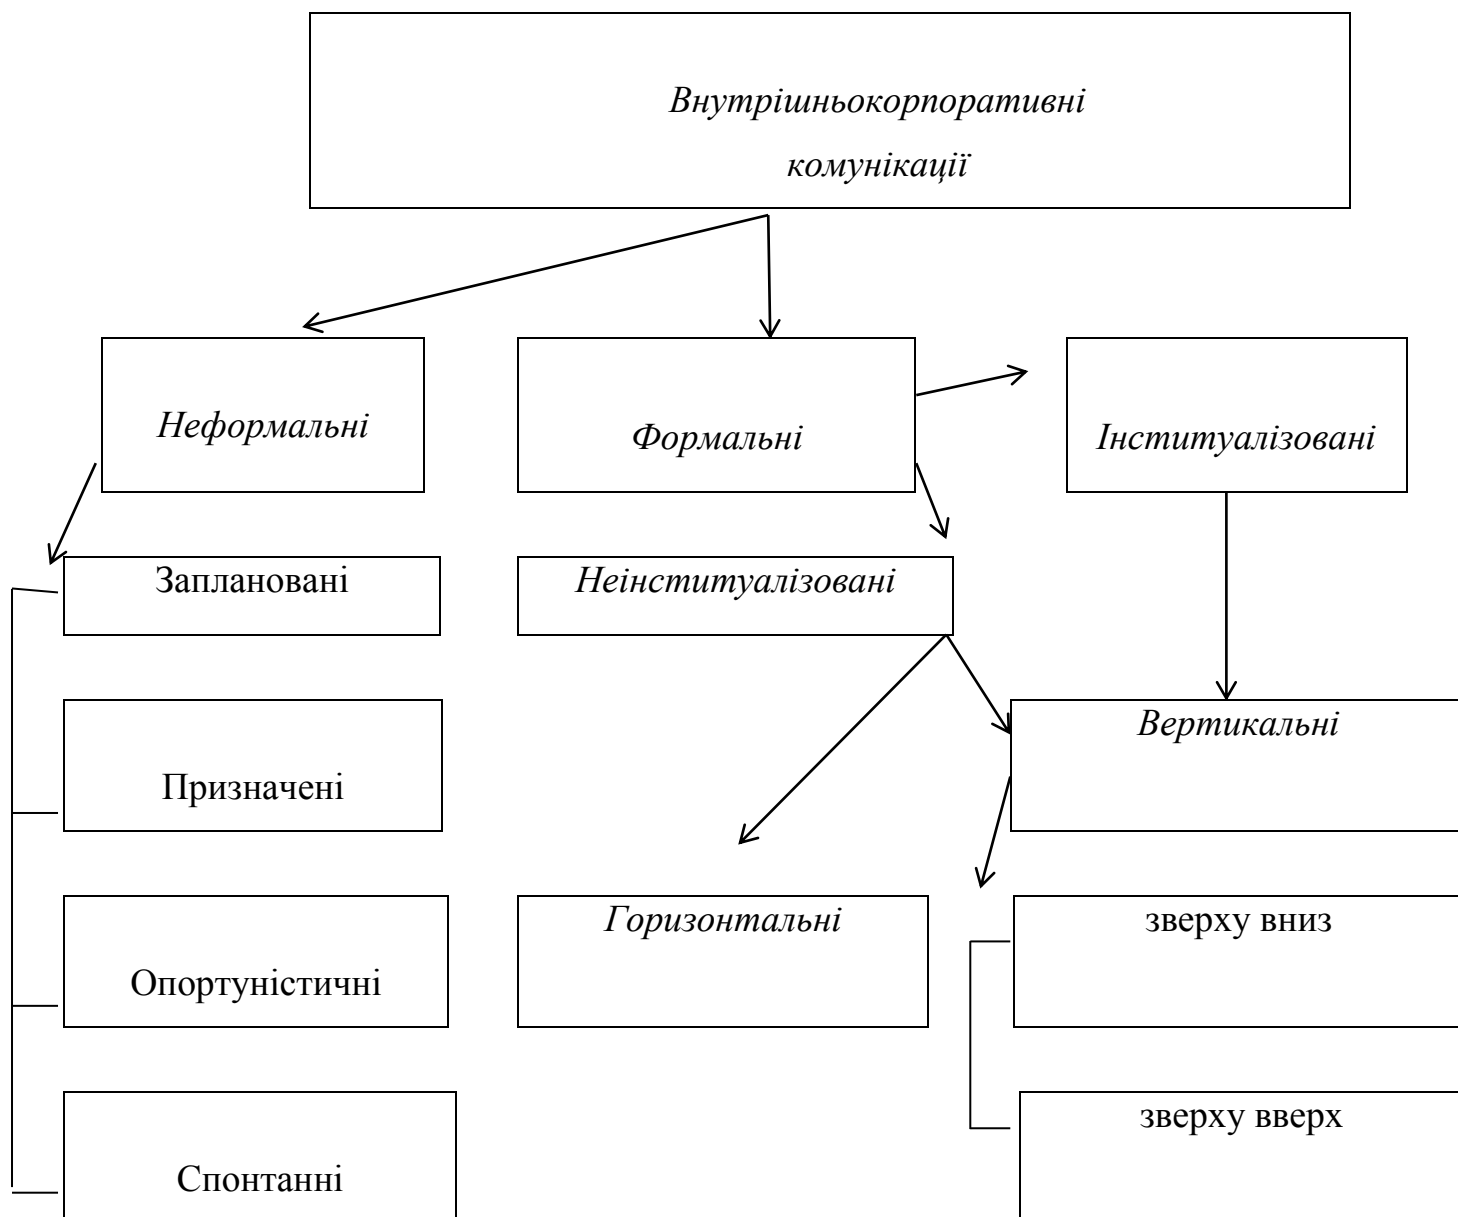 Внутрішньокорпоративні
комунікації
Неформальні
Формальні
Інституалізовані
Заплановані
Неінституалізовані
Призначені
Вертикальні
Опортуністичні
Горизонтальні
зверху вниз
Спонтанні
зверху вверх